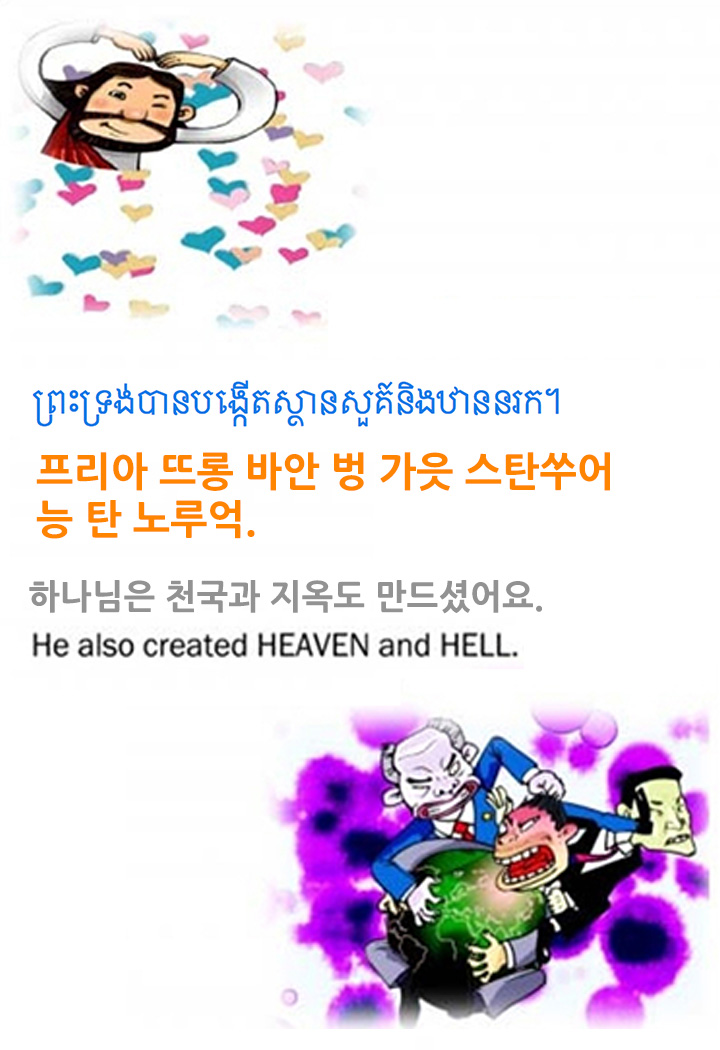 ព្រះទ្រង់បានបង្កើតស្ថានសួគ៌និងឋាននរក។
프리아 뜨롱 바안 벙 가읏 스탄쑤어
능 탄 노루억.
하나님은 천국과 지옥도 만드셨어요.
He also created HEAVEN and HELL.